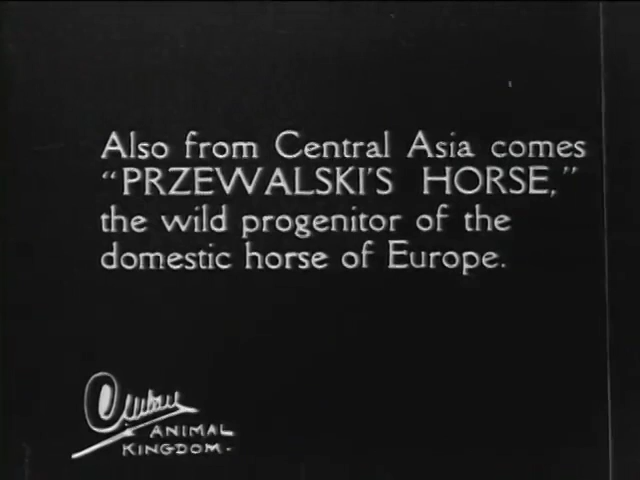 Also from Central Asia comes
"PRZEWALSKI'S HORSE,"
the wild progenitor of the
domestic horse of Europe.
ANIMAL
KINGDOM.